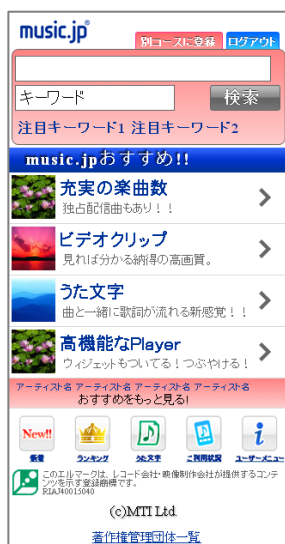 music.jp
別コースに登録 ログアウト
キーワード 検索
注目キーワード1 注目キーワード2
music.jpおすすめ!!
充実の楽曲数
独占配信曲もあり！！
ビデオクリップ
見れば分かる納得の高画質。
うた文字
曲と一緒に歌詞が流れる新感覚！！
高機能なPlayer
ウィジェットもついてる！つぶやける！
アーティスト名 アーティスト名 アーティスト名 アーティスト名
おすすめをもっと見る!
New!!
新着 ランキング うた文字 ご利用状況 ユーザーメニュー
このエルマークは、レコード会社・映像制作会社が提供するコンテ
ンツを示す登録商標です。
RIAJ40015040
(c)MTI Ltd.
著作権管理団体一覧